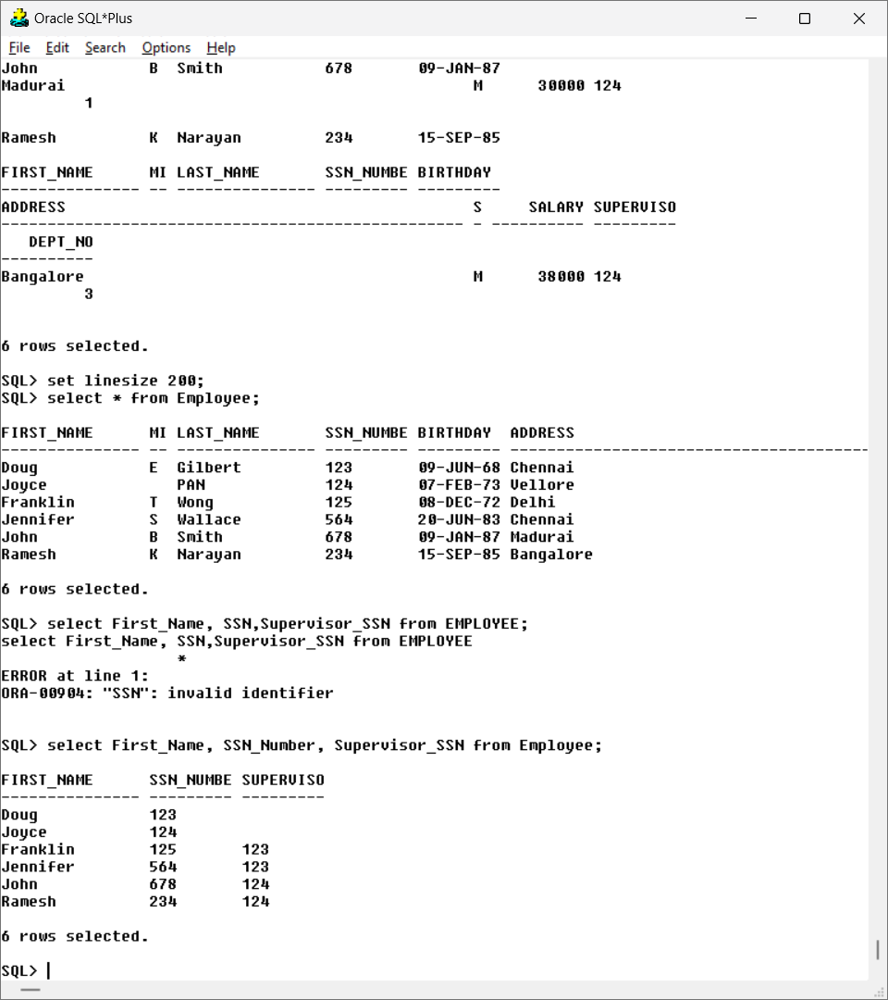 Oracle SQL*Plus
File Edit Search Options Help
John            B  Smith           678       09-JAN-87
Madurai                                            M      30000 124
         1
Ramesh          K  Narayan         234       15-SEP-85
FIRST_NAME      MI LAST_NAME       SSN_NUMBE BIRTHDAY
--------------- -- --------------- --------- ---------
ADDRESS                                            S     SALARY SUPERVISO
-------------------------------------------------- - ---------- ---------
   DEPT_NO
----------
Bangalore                                          M      38000 124
         3
6 rows selected.
SQL> set linesize 200;
SQL> select * from Employee;
FIRST_NAME      MI LAST_NAME       SSN_NUMBE BIRTHDAY  ADDRESS
--------------- -- --------------- --------- --------- ---------------------------------------
Doug            E  Gilbert         123       09-JUN-68 Chennai
Joyce              PAN             124       07-FEB-73 Vellore
Franklin        T  Wong            125       08-DEC-72 Delhi
Jennifer        S  Wallace         564       20-JUN-83 Chennai
John            B  Smith           678       09-JAN-87 Madurai
Ramesh          K  Narayan         234       15-SEP-85 Bangalore
6 rows selected.
SQL> select First_Name, SSN,Supervisor_SSN from EMPLOYEE;
select First_Name, SSN,Supervisor_SSN from EMPLOYEE
                   *
ERROR at line 1:
ORA-00904: "SSN": invalid identifier
SQL> select First_Name, SSN_Number, Supervisor_SSN from Employee;
FIRST_NAME      SSN_NUMBE SUPERVISO
--------------- --------- ---------
Doug            123
Joyce           124
Franklin        125       123
Jennifer        564       123
John            678       124
Ramesh          234       124
6 rows selected.
SQL>